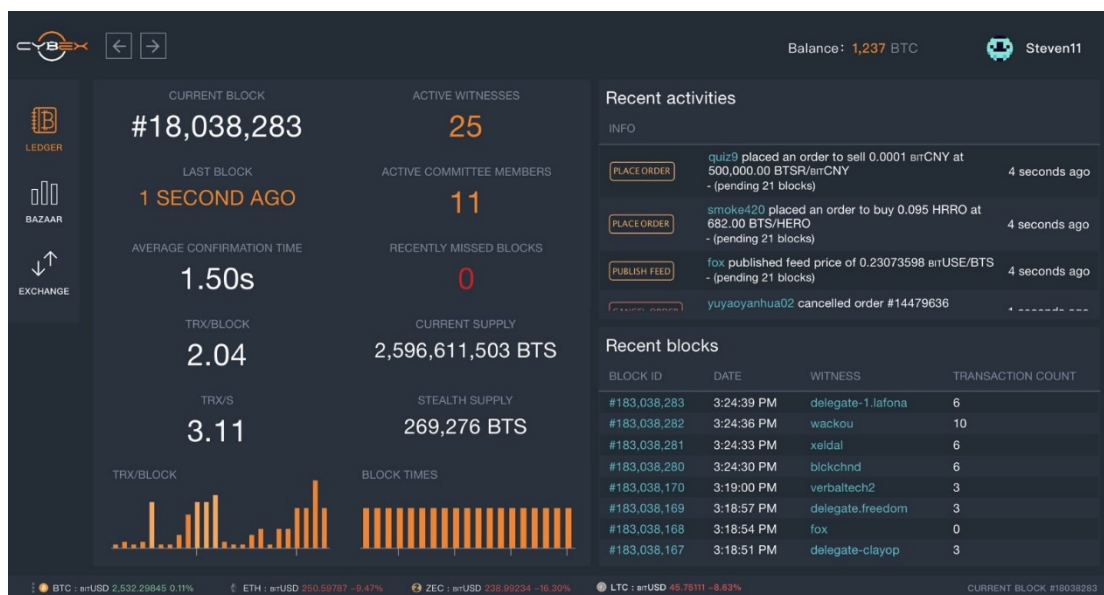 CYBEX
Balance: 1,237 BTC
Steven11
LEDGER
BAZAAR
EXCHANGE
CURRENT BLOCK
#18,038,283
ACTIVE WITNESSES
25
LAST BLOCK
1 SECOND AGO
ACTIVE COMMITTEE MEMBERS
11
AVERAGE CONFIRMATION TIME
1.50s
RECENTLY MISSED BLOCKS
0
TRX/BLOCK
2.04
CURRENT SUPPLY
2,596,611,503 BTS
TRX/S
3.11
STEALTH SUPPLY
269,276 BTS
TRX/BLOCK
BLOCK TIMES
Recent activities
INFO
PLACE ORDER
quiz9 placed an order to sell 0.0001 BITCNY at
500,000.00 BTSR/BITCNY
- (pending 21 blocks)
4 seconds ago
PLACE ORDER
smoke420 placed an order to buy 0.095 HRRO at
682.00 BTS/HERO
- (pending 21 blocks)
4 seconds ago
PUBLISH FEED
fox published feed price of 0.23073598 BITUSE/BTS
- (pending 21 blocks)
4 seconds ago
CANCEL ORDER
yuyaoyanhua02 cancelled order #14479636
Recent blocks
BLOCK ID DATE WITNESS TRANSACTION COUNT
#183,038,283 3:24:39 PM delegate-1.lafona 6
#183,038,282 3:24:36 PM wackou 10
#183,038,281 3:24:33 PM xeldal 6
#183,038,280 3:24:30 PM blckchnd 6
#183,038,170 3:19:00 PM verbaltech2 3
#183,038,169 3:18:57 PM delegate.freedom 3
#183,038,168 3:18:54 PM fox 0
#183,038,167 3:18:51 PM delegate-clayop 3
BTC : BITUSD 2,532.29845 0.11% ETH : BITUSD 250.59787 -9.47% ZEC : BITUSD 238.99234 -16.30% LTC : BITUSD 45.75111 -8.63% CURRENT BLOCK #18038283